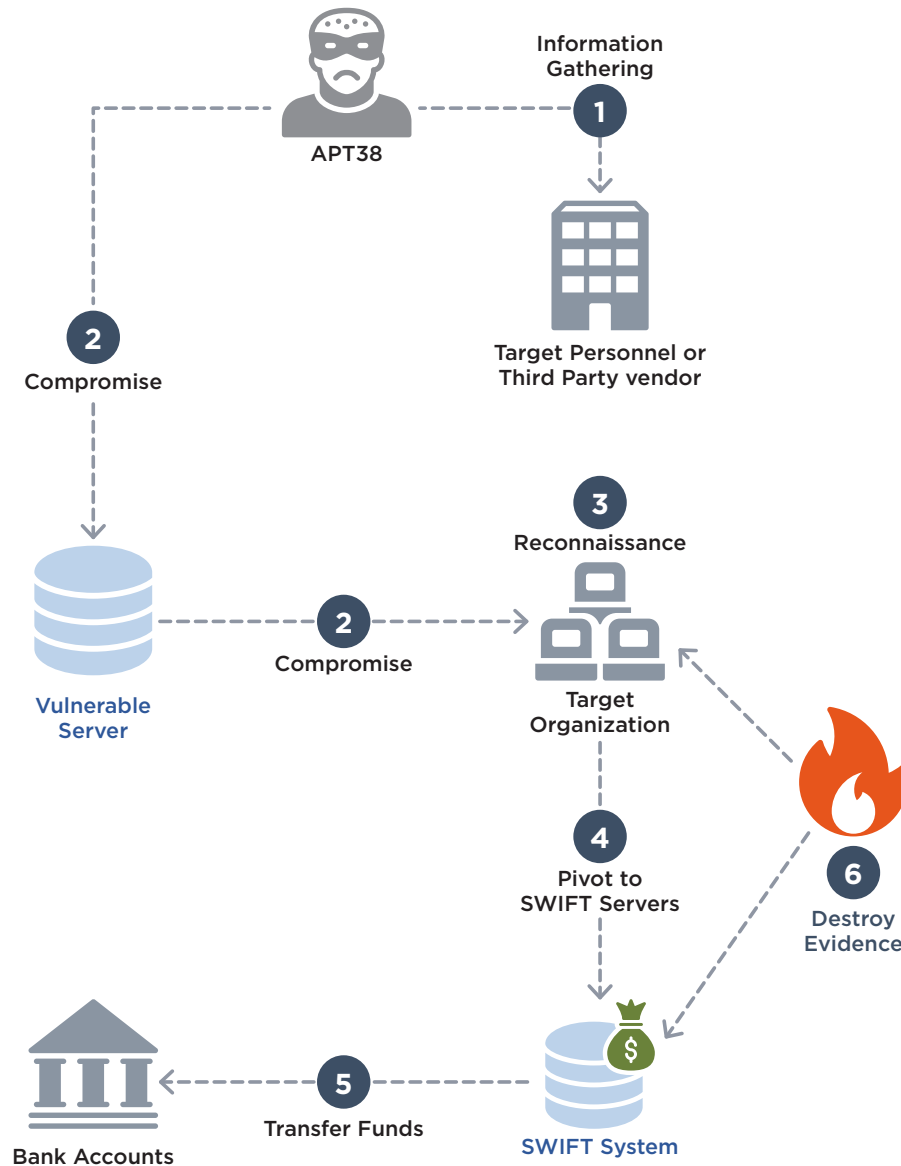 Information
Gathering
1
APT38
Target Personnel or
Third Party vendor
2
Compromise
3
Reconnaissance
2
Compromise
Vulnerable
Server
Target
Organization
4
Pivot to
SWIFT Servers
6
Destroy
Evidence
$
5
Transfer Funds
SWIFT System
Bank Accounts